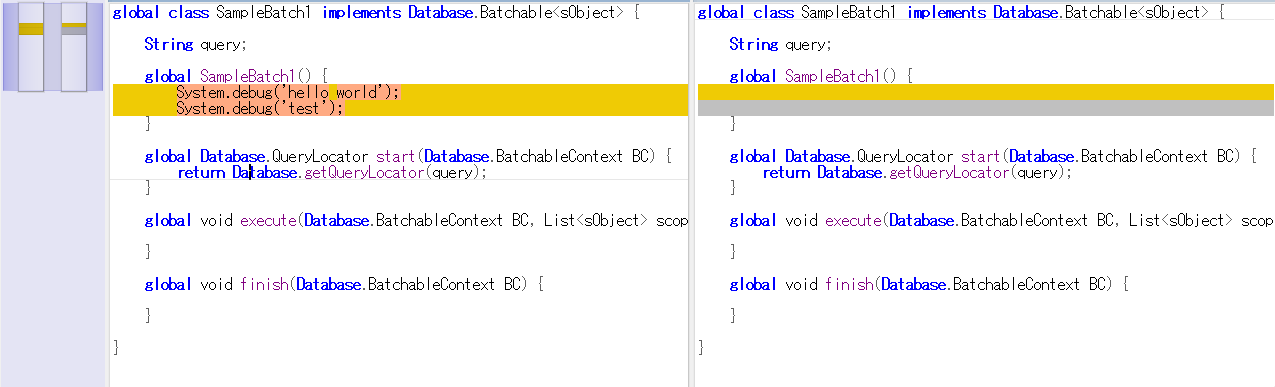 global class SampleBatch1 implements Database.Batchable<sObject> {
String query;
global SampleBatch1() {
System.debug('hello world');
System.debug('test');
}
global Database.QueryLocator start(Database.BatchableContext BC) {
return Database.getQueryLocator(query);
}
global void execute(Database.BatchableContext BC, List<sObject> scop
}
global void finish(Database.BatchableContext BC) {
}
}
global class SampleBatch1 implements Database.Batchable<sObject> {
String query;
global SampleBatch1() {
}
global Database.QueryLocator start(Database.BatchableContext BC) {
return Database.getQueryLocator(query);
}
global void execute(Database.BatchableContext BC, List<sObject> scop
}
global void finish(Database.BatchableContext BC) {
}
}